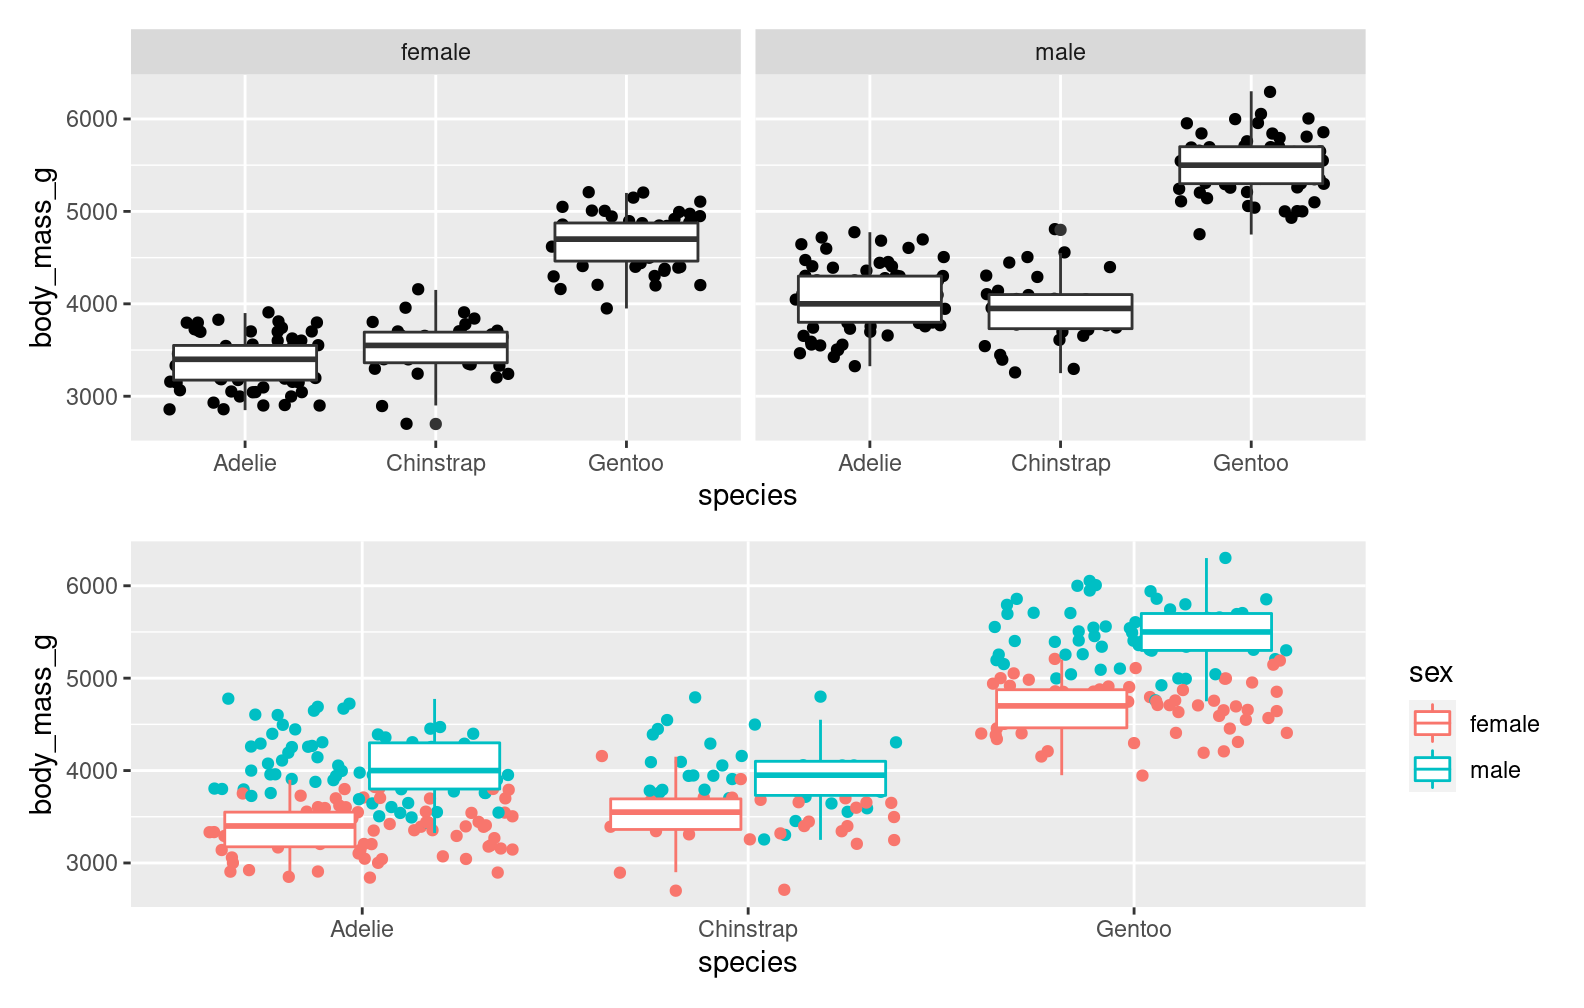 female male
6000
5000
4000
3000
body_mass_g
Adelie Chinstrap Gentoo Adelie Chinstrap Gentoo
species
6000
5000
4000
3000
body_mass_g
Adelie Chinstrap Gentoo
species
sex
female
male